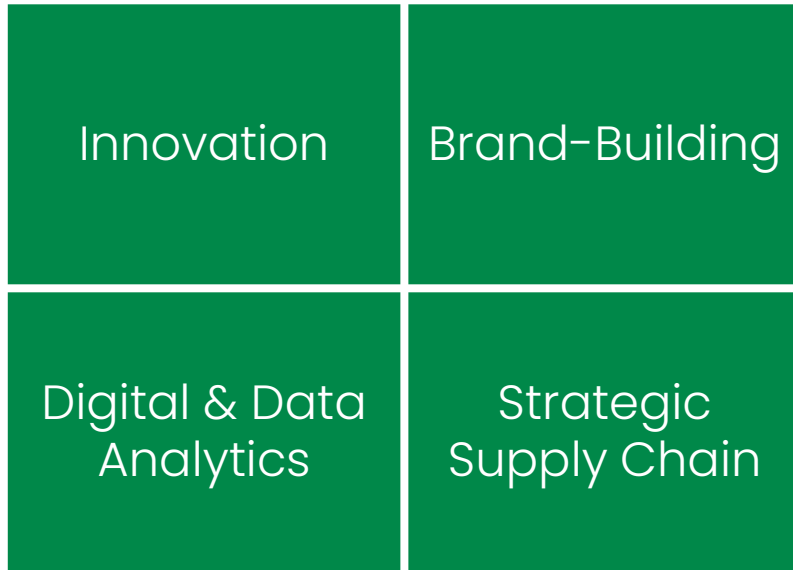 Innovation
Brand-Building
Digital & Data
Analytics
Strategic
Supply Chain